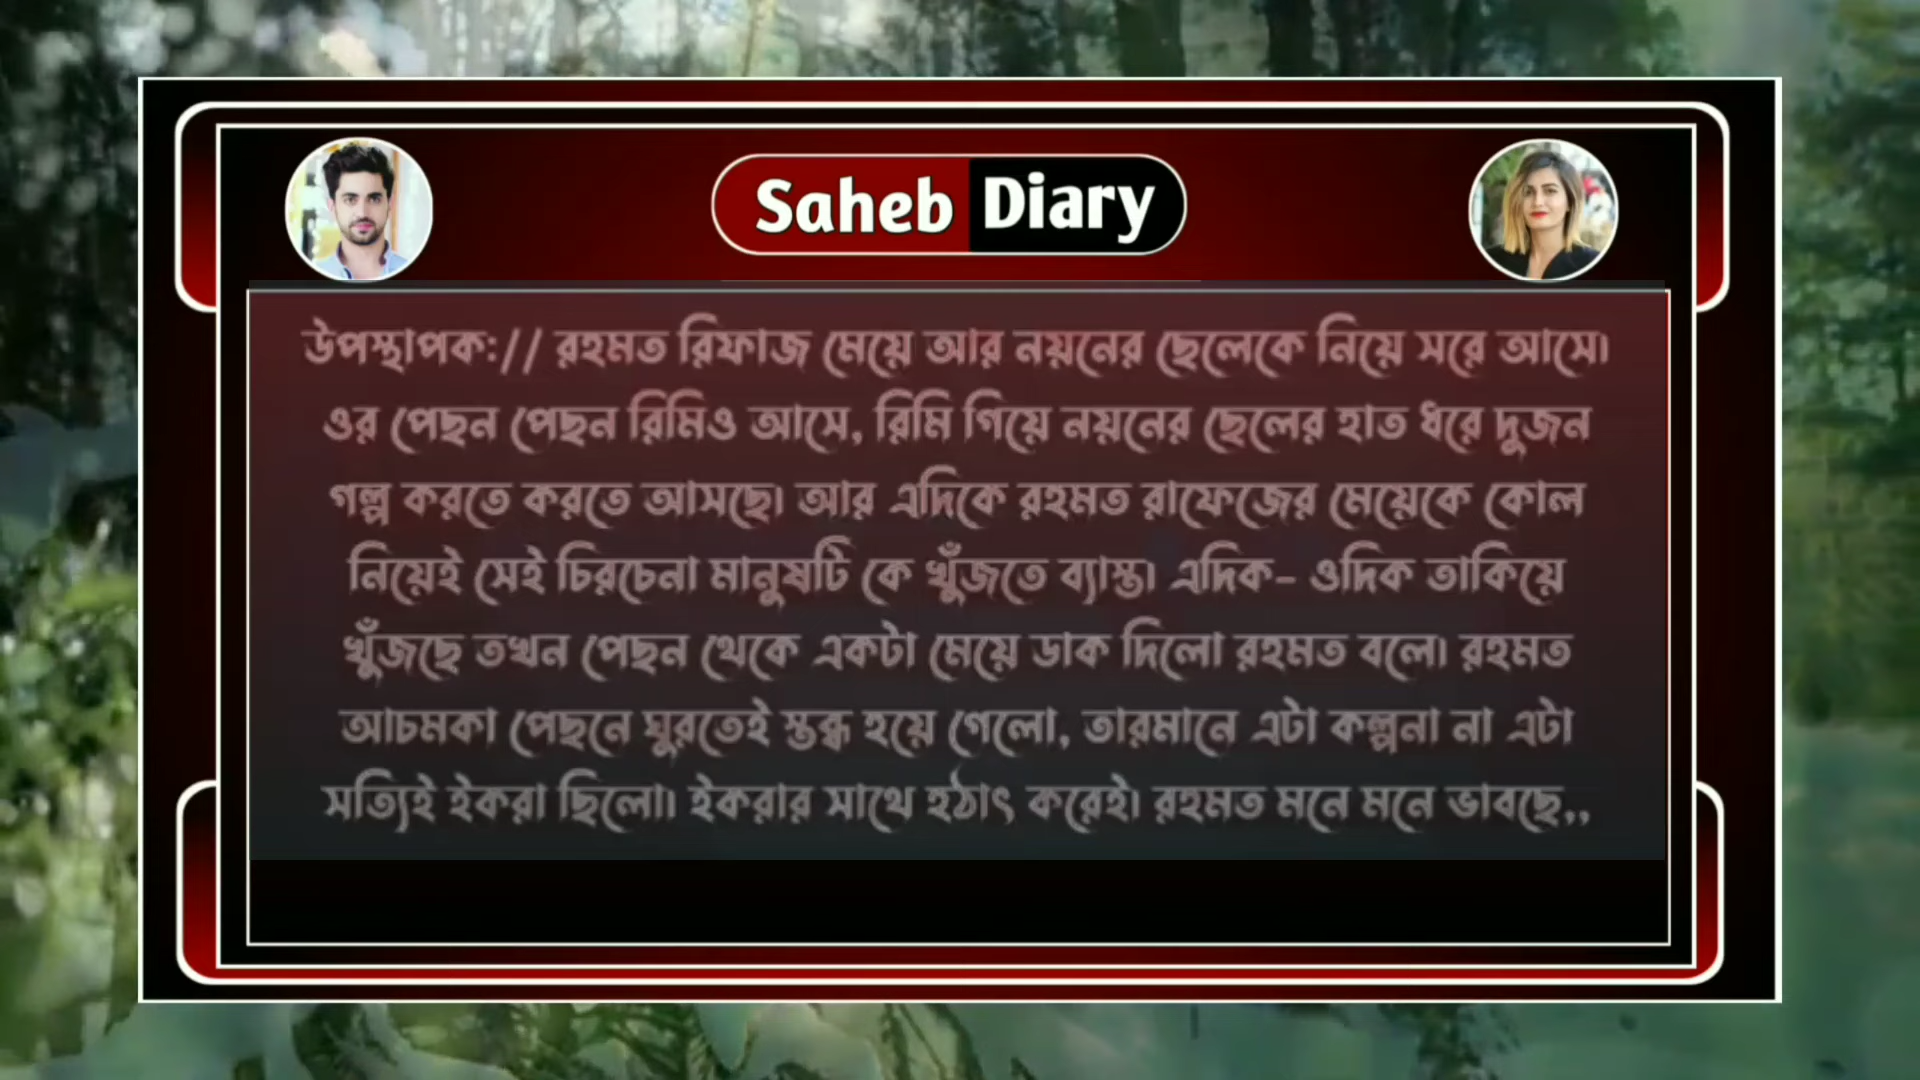 Saheb Diary
উপস্থাপক:// রহমত রিফাজ মেয়ে আর নয়নের ছেলেকে নিয়ে সরে আসে।
ওর পেছন পেছন রিমিও আসে, রিমি গিয়ে নয়নের ছেলের হাত ধরে দুজন
গল্প করতে করতে আসছে। আর এদিকে রহমত রাফেজের মেয়েকে কোল
নিয়েই সেই চিরচেনা মানুষটি কে খুঁজতে ব্যাস্ত। এদিক- ওদিক তাকিয়ে
খুঁজছে তখন পেছন থেকে একটা মেয়ে ডাক দিলো রহমত বলে। রহমত
আচমকা পেছনে ঘুরতেই স্তব্ধ হয়ে গেলো, তারমানে এটা কল্পনা না এটা
সত্যিই ইকরা ছিলো।। ইকরার সাথে হঠাৎ করেই। রহমত মনে মনে ভাবছে,,